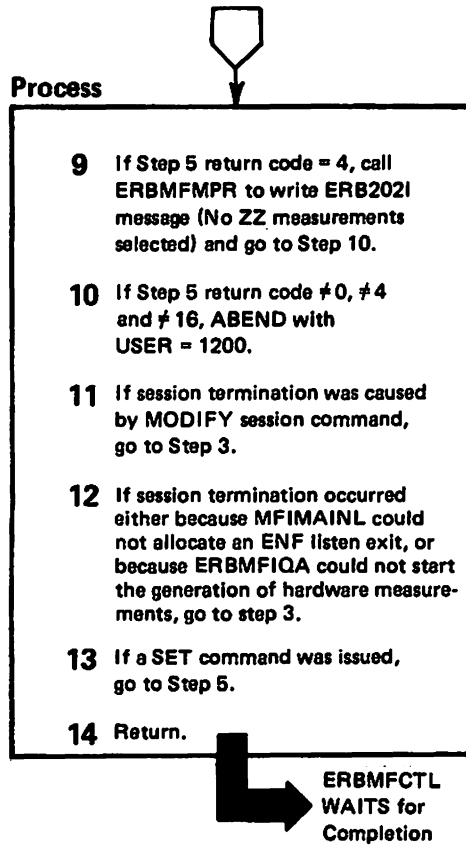 Process
9 If Step 5 return code = 4, call
ERBMFMPR to write ERB202I
message (No ZZ measurements
selected) and go to Step 10.
10 If Step 5 return code ≠ 0, ≠ 4
and ≠ 16, ABEND with
USER = 1200.
11 If session termination was caused
by MODIFY session command,
go to Step 3.
12 If session termination occurred
either because MFIMAINL could
not allocate an ENF listen exit, or
because ERBMFIQA could not start
the generation of hardware measure-
ments, go to step 3.
13 If a SET command was issued,
go to Step 5.
14 Return.
ERBMFCTL
WAITS for
Completion